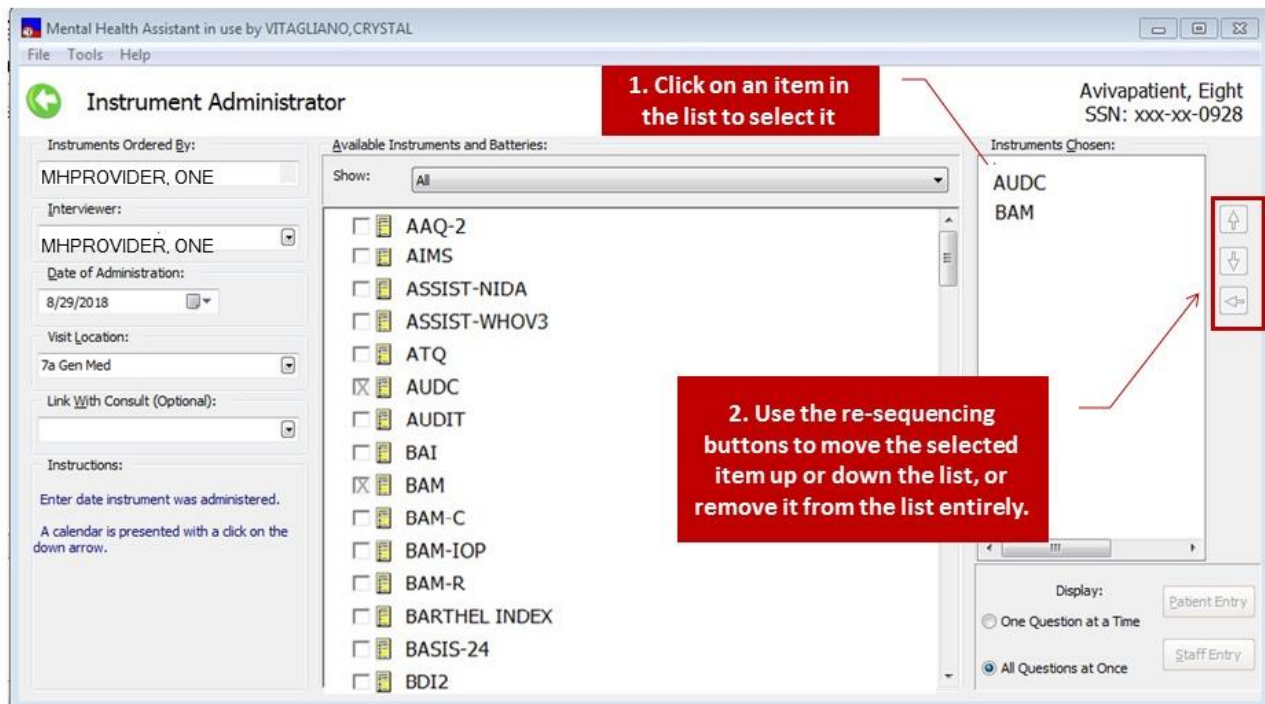 Mental Health Assistant in use by VITAGLIANO,CRYSTAL
File Tools Help
Instrument Administrator
1. Click on an item in
the list to select it
Avivapatient, Eight
SSN: xxx-xx-0928
Instruments Ordered By:
MHPROVIDER, ONE
Interviewer:
MHPROVIDER, ONE
Date of Administration:
8/29/2018
Visit Location:
7a Gen Med
Link With Consult (Optional):
Instructions:
Enter date instrument was administered.
A calendar is presented with a click on the
down arrow.
Available Instruments and Batteries:
Show: All
AAQ-2
AIMS
ASSIST-NIDA
ASSIST-WHOV3
ATQ
AUDC
AUDIT
BAI
BAM
BAM-C
BAM-IOP
BAM-R
BARTHEL INDEX
BASIS-24
BDI2
Instruments Chosen:
AUDC
BAM
2. Use the re-sequencing
buttons to move the selected
item up or down the list, or
remove it from the list entirely.
Display:
One Question at a Time
All Questions at Once
Patient Entry
Staff Entry